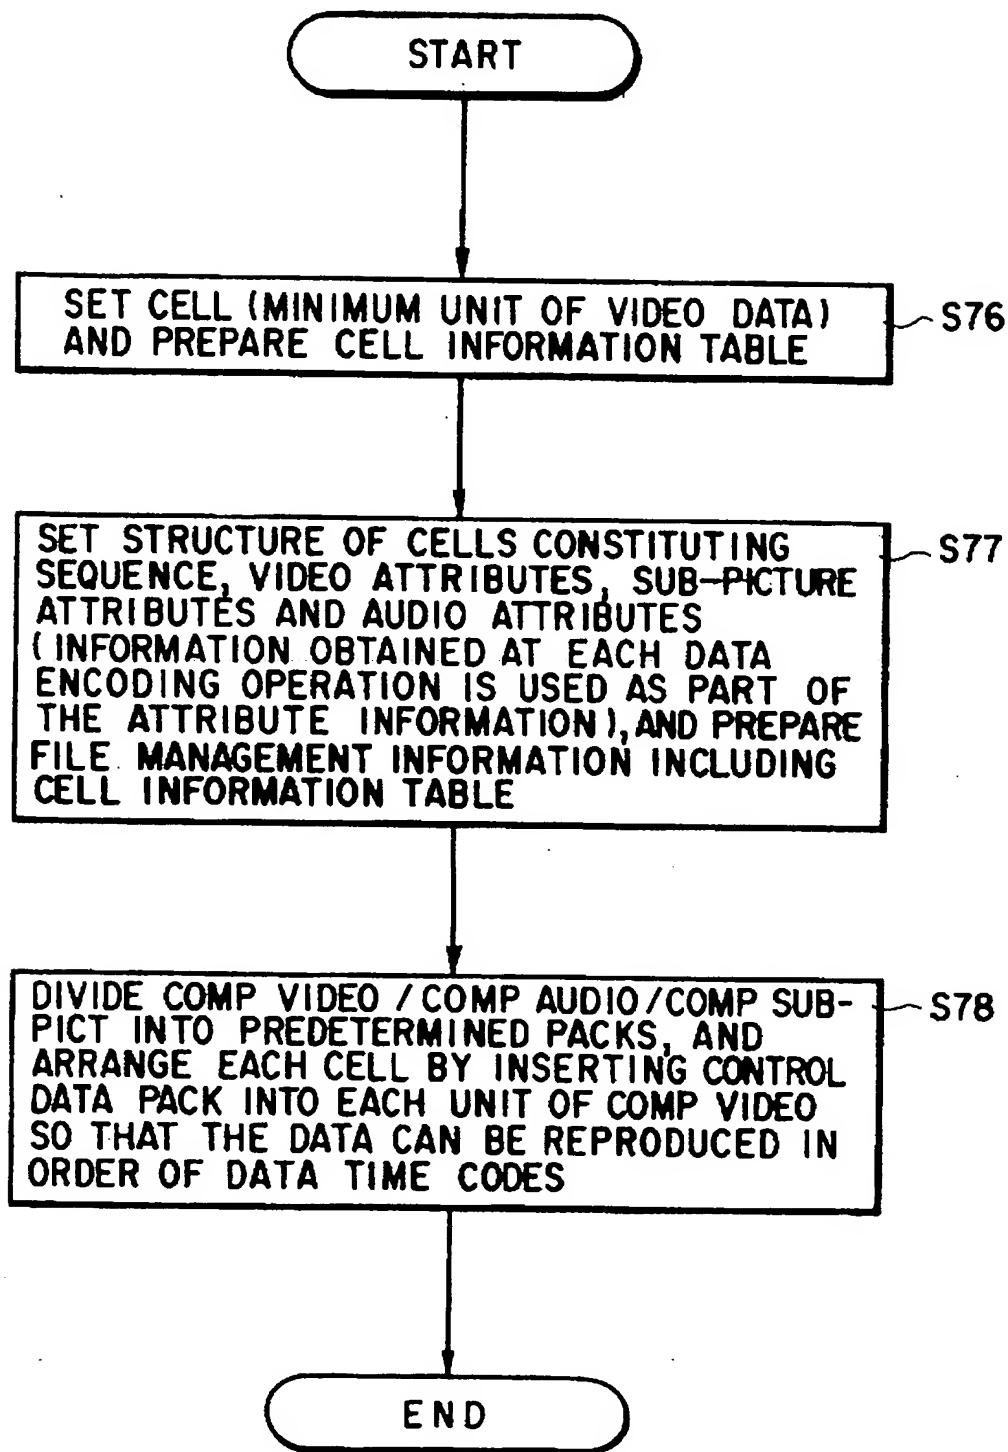 START
SET CELL (MINIMUM UNIT OF VIDEO DATA)
AND PREPARE CELL INFORMATION TABLE
S76
SET STRUCTURE OF CELLS CONSTITUTING
SEQUENCE, VIDEO ATTRIBUTES, SUB-PICTURE
ATTRIBUTES AND AUDIO ATTRIBUTES
(INFORMATION OBTAINED AT EACH DATA
ENCODING OPERATION IS USED AS PART OF
THE ATTRIBUTE INFORMATION), AND PREPARE
FILE MANAGEMENT INFORMATION INCLUDING
CELL INFORMATION TABLE
S77
DIVIDE COMP VIDEO / COMP AUDIO/COMP SUB-
PICT INTO PREDETERMINED PACKS, AND
ARRANGE EACH CELL BY INSERTING CONTROL
DATA PACK INTO EACH UNIT OF COMP VIDEO
SO THAT THE DATA CAN BE REPRODUCED IN
ORDER OF DATA TIME CODES
S78
END